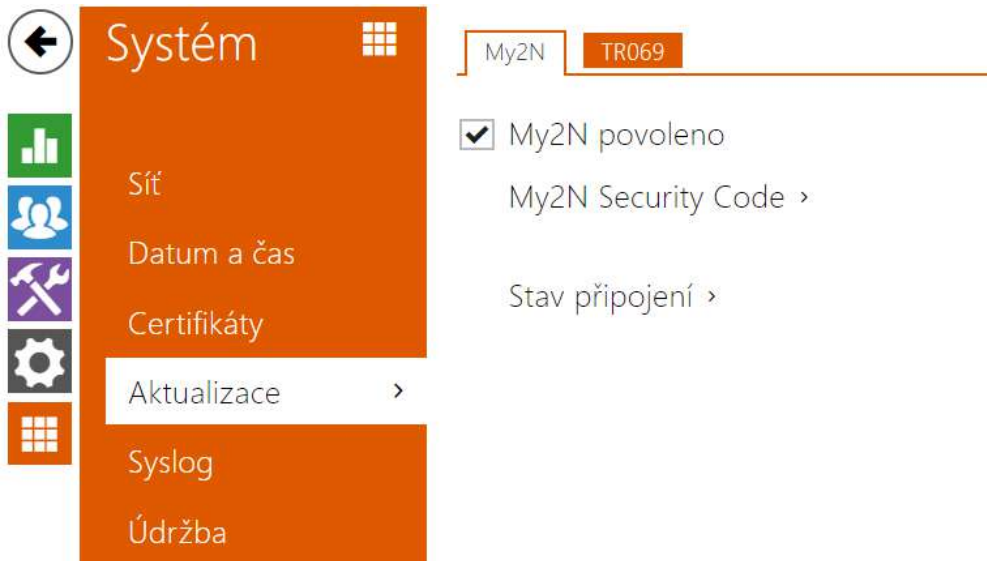 Systém
Síť
Datum a čas
Certifikáty
Aktualizace
Syslog
Údržba
My2N
TR069
My2N povoleno
My2N Security Code
Stav připojení